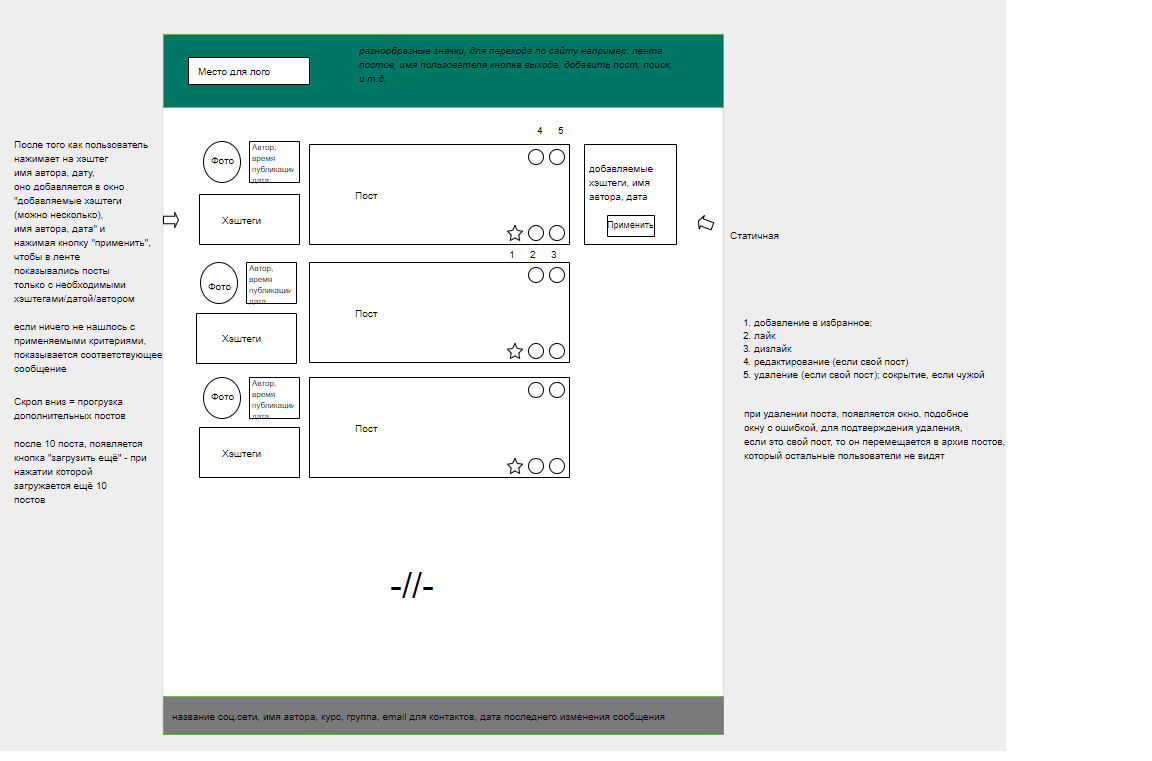 Место для лого
разнообразные значки, для перехода по сайту например: лента
постов, имя пользователя,кнопка выхода, добавить пост, поиск,
и т.д.
После того как пользователь
нажимает на хэштег
имя автора, дату,
оно добавляется в окно
"добавляемые хэштеги
(можно несколько),
имя автора, дата" и
нажимая кнопку "применить",
чтобы в ленте
показывались посты
только с необходимыми
хэштегами/датой/автором
если ничего не нашлось с
применяемыми критериями,
показывается соответствующее
сообщение
Скрол вниз = прогрузка
дополнительных постов
после 10 поста, появляется
кнопка "загрузить ещё" - при
нажатии которой
загружается ещё 10
постов
4 5
Фото
Автор,
время
публикации
дата
Хэштеги
Пост
1 2 3
добавляемые
хэштеги, имя
автора, дата
Применить
Фото
Автор,
время
публикации
дата
Хэштеги
Пост
Фото
Автор,
время
публикации
дата
Хэштеги
Пост
-//-
Статичная
1. добавление в избранное;
2. лайк
3. дизлайк
4. редактирование (если свой пост)
5. удаление (если свой пост); сокрытие, если чужой
при удалении поста, появляется окно, подобное
окну с ошибкой, для подтверждения удаления,
если это свой пост, то он перемещается в архив постов,
который остальные пользователи не видят
название соц.сети, имя автора, курс, группа, email для контактов, дата последнего изменения сообщения